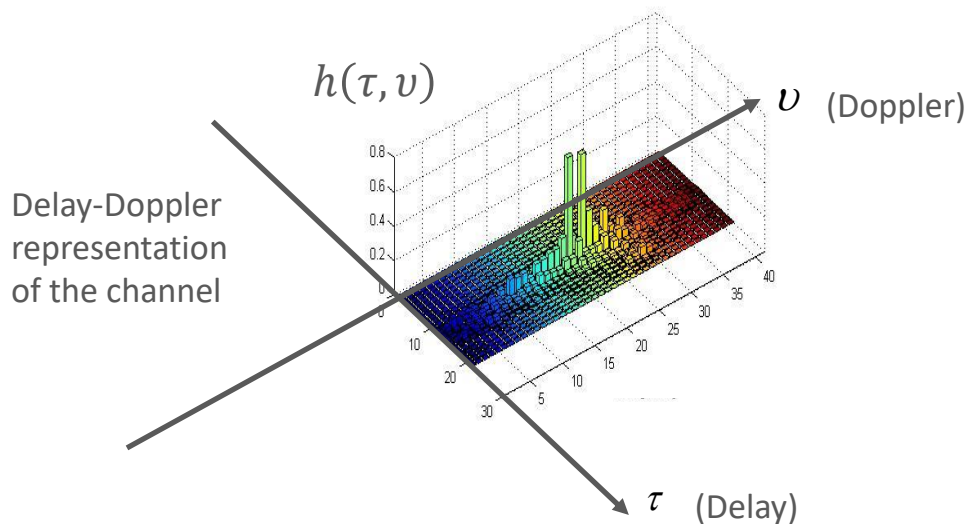 h(τ, υ)
υ (Doppler)
Delay-Doppler
representation
of the channel
0.8
0.6
0.4
0.2
0
0
10
20
30
5
10
15
20
25
30
35
40
τ (Delay)